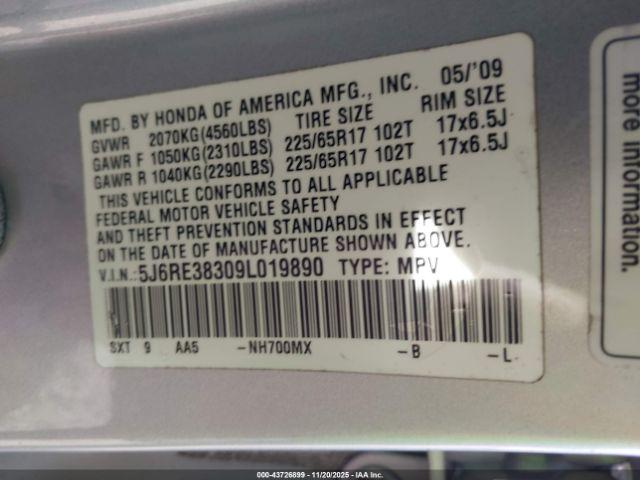 MFD. BY HONDA OF AMERICA MFG., INC. 05/'09
GVWR 2070KG(4560LBS) TIRE SIZE RIM SIZE
GAWR F 1050KG(2310LBS) 225/65R17 102T 17x6.5J
GAWR R 1040KG(2290LBS) 225/65R17 102T 17x6.5J
THIS VEHICLE CONFORMS TO ALL APPLICABLE
FEDERAL MOTOR VEHICLE SAFETY
AND THEFT PREVENTION STANDARDS IN EFFECT
ON THE DATE OF MANUFACTURE SHOWN ABOVE.
V.I.N.:5J6RE38309L019890 TYPE: MPV
SXT 9 AA5 -NH700MX -B -L
more information.
000-43726899 | 11/20/2025 | IAA Inc.